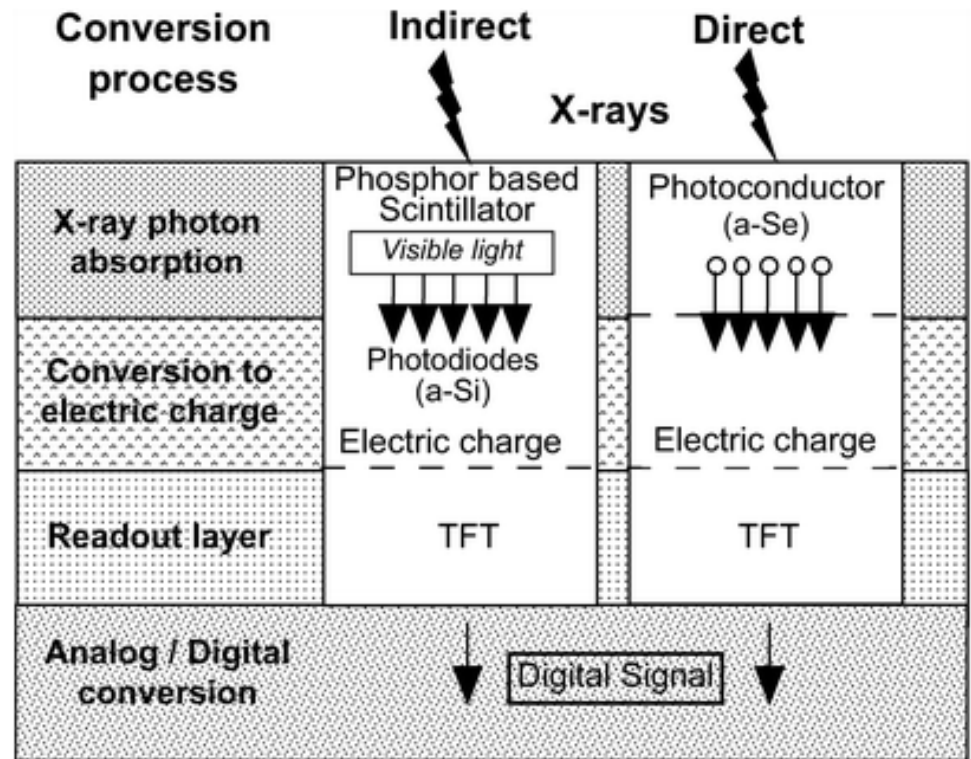 Conversion
process
Indirect
Direct
X-rays
X-ray photon
absorption
Phosphor based
Scintillator
Visible light
Photoconductor
(a-Se)
Conversion to
electric charge
Photodiodes
(a-Si)
Electric charge
Electric charge
Readout layer
TFT
TFT
Analog / Digital
conversion
Digital Signal